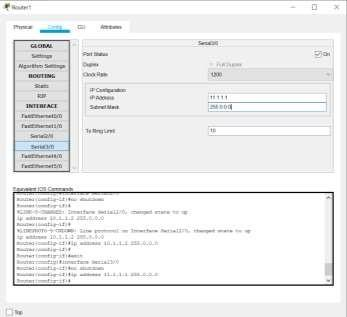 Router1
Physical Config CLI Attributes
GLOBAL
Settings
Algorithm Settings
ROUTING
Static
RIP
INTERFACE
FastEthernet0/0
FastEthernet1/0
Serial2/0
Serial3/0
FastEthernet4/0
FastEthernet5/0
Serial3/0
Port Status On
Duplex Full Duplex
Clock Rate 1200
IP Configuration
IP Address 11.1.1.1
Subnet Mask 255.0.0.0
Tx Ring Limit 10
Equivalent IOS Commands
Router(config)#interface Serial2/0
Router(config-if)#no shutdown
Router(config-if)#
%LINK-5-CHANGED: Interface Serial2/0, changed state to up
ip address 10.1.1.2 255.0.0.0
Router(config-if)#
%LINEPROTO-5-UPDOWN: Line protocol on Interface Serial2/0, changed state to up
ip address 10.1.1.2 255.0.0.0
Router(config-if)#ip address 10.1.1.2 255.0.0.0
Router(config-if)#
Router(config-if)#exit
Router(config)#interface Serial3/0
Router(config-if)#no shutdown
Router(config-if)#ip address 11.1.1.1 255.0.0.0
Router(config-if)#
Top